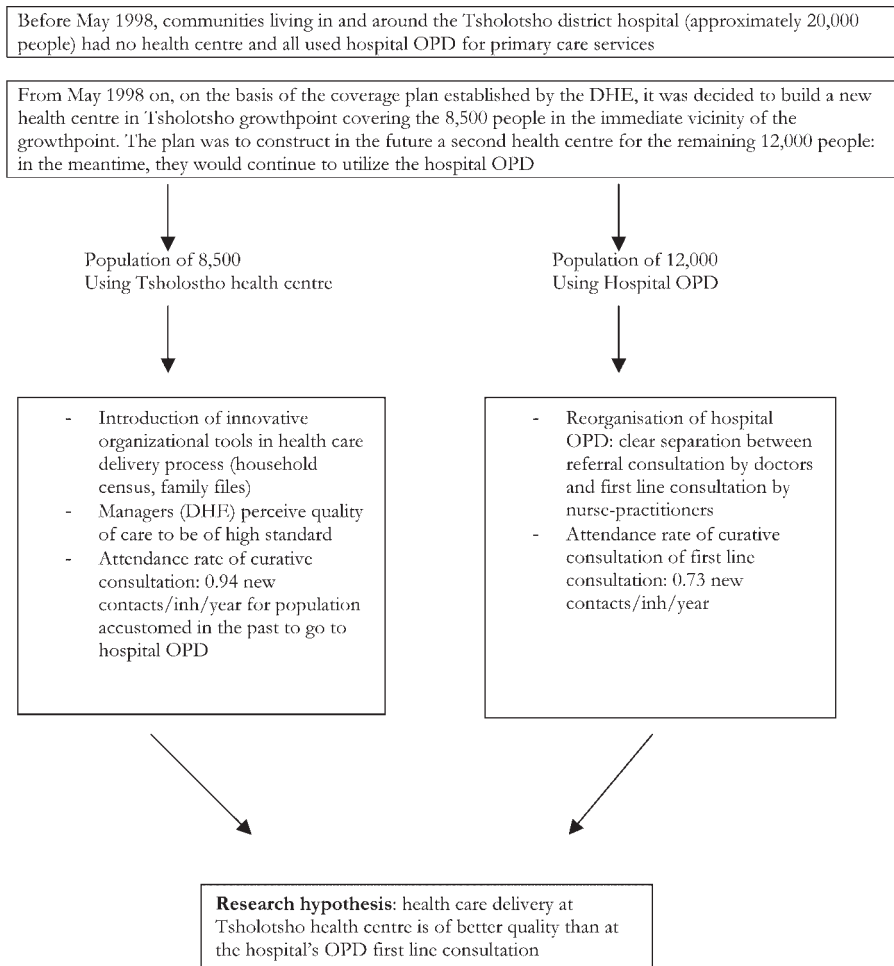 Before May 1998, communities living in and around the Tsholotsho district hospital (approximately 20,000
people) had no health centre and all used hospital OPD for primary care services
From May 1998 on, on the basis of the coverage plan established by the DHE, it was decided to build a new
health centre in Tsholotsho growthpoint covering the 8,500 people in the immediate vicinity of the
growthpoint. The plan was to construct in the future a second health centre for the remaining 12,000 people:
in the meantime, they would continue to utilize the hospital OPD
Population of 8,500
Using Tsholostho health centre
Population of 12,000
Using Hospital OPD
- Introduction of innovative
organizational tools in health care
delivery process (household
census, family files)
- Managers (DHE) perceive quality
of care to be of high standard
- Attendance rate of curative
consultation: 0.94 new
contacts/inh/year for population
accustomed in the past to go to
hospital OPD
- Reorganisation of hospital
OPD: clear separation between
referral consultation by doctors
and first line consultation by
nurse-practitioners
- Attendance rate of curative
consultation of first line
consultation: 0.73 new
contacts/inh/year
Research hypothesis: health care delivery at
Tsholotsho health centre is of better quality than at
the hospital's OPD first line consultation